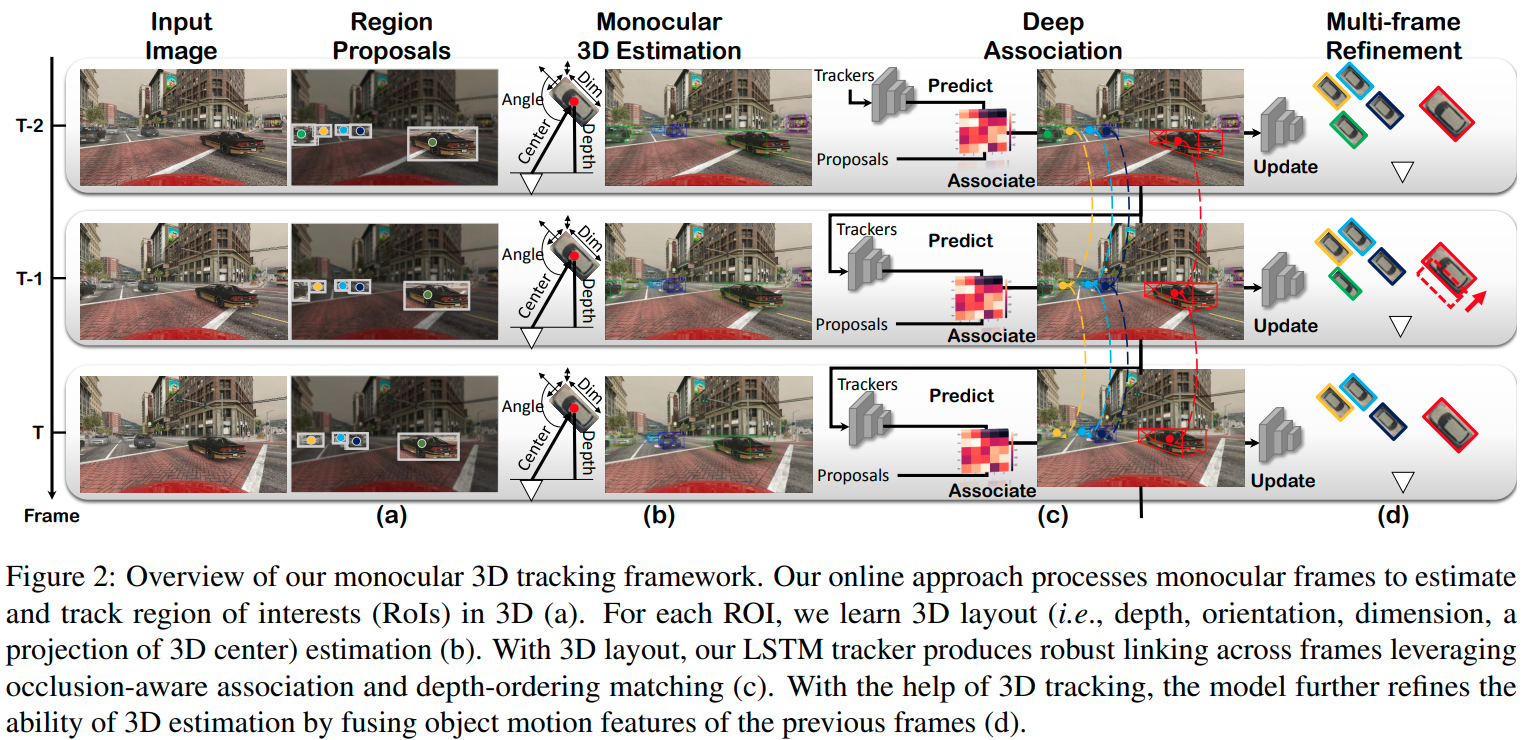 Input Image
Region Proposals
Monocular 3D Estimation
Deep Association
Multi-frame Refinement
T-2
Angle
Dim
Center
Depth
Trackers
Predict
Proposals
Associate
Update
T-1
Angle
Dim
Center
Depth
Trackers
Predict
Proposals
Associate
Update
T
Angle
Dim
Center
Depth
Trackers
Predict
Proposals
Associate
Update
Frame
(a)
(b)
(c)
(d)
Figure 2: Overview of our monocular 3D tracking framework. Our online approach processes monocular frames to estimate
and track region of interests (RoIs) in 3D (a). For each ROI, we learn 3D layout (i.e., depth, orientation, dimension, a
projection of 3D center) estimation (b). With 3D layout, our LSTM tracker produces robust linking across frames leveraging
occlusion-aware association and depth-ordering matching (c). With the help of 3D tracking, the model further refines the
ability of 3D estimation by fusing object motion features of the previous frames (d).